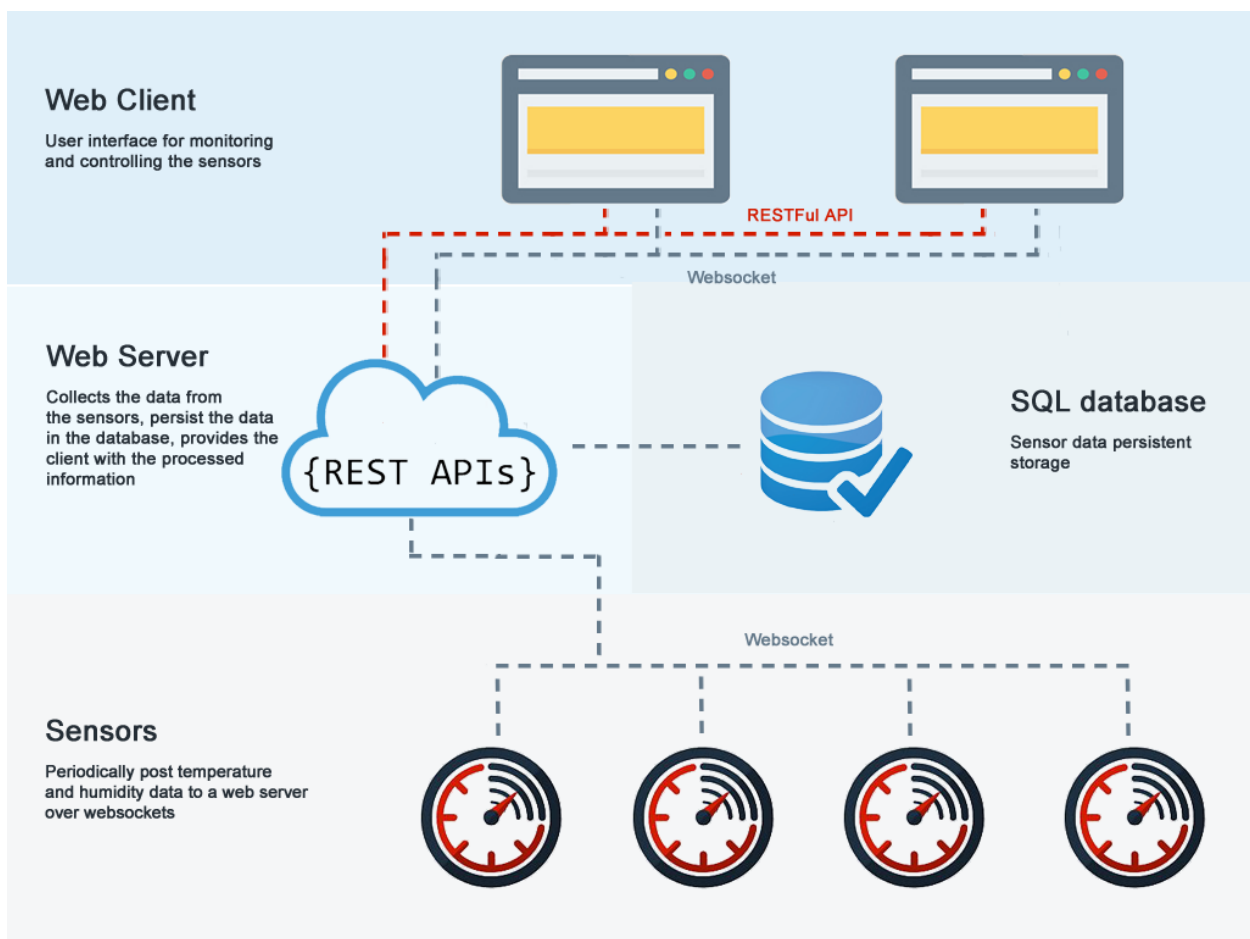 Web Client
User interface for monitoring
and controlling the sensors
RESTFul API
Websocket
Web Server
Collects the data from
the sensors, persist the data
in the database, provides the
client with the processed
information
{REST APIs}
SQL database
Sensor data persistent
storage
Websocket
Sensors
Periodically post temperature
and humidity data to a web server
over websockets